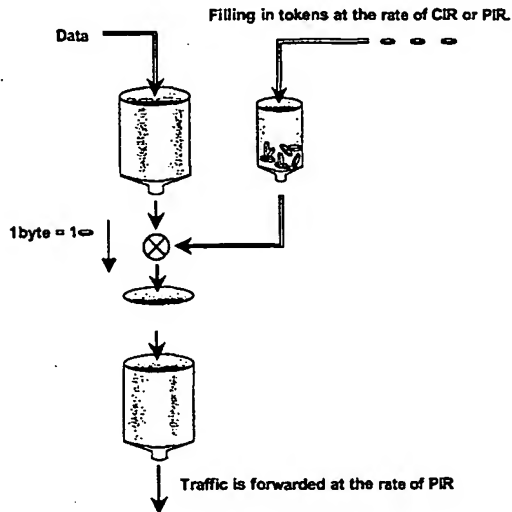 Filling in tokens at the rate of CIR or PIR.
Data
1byte = 1
Traffic is forwarded at the rate of PIR